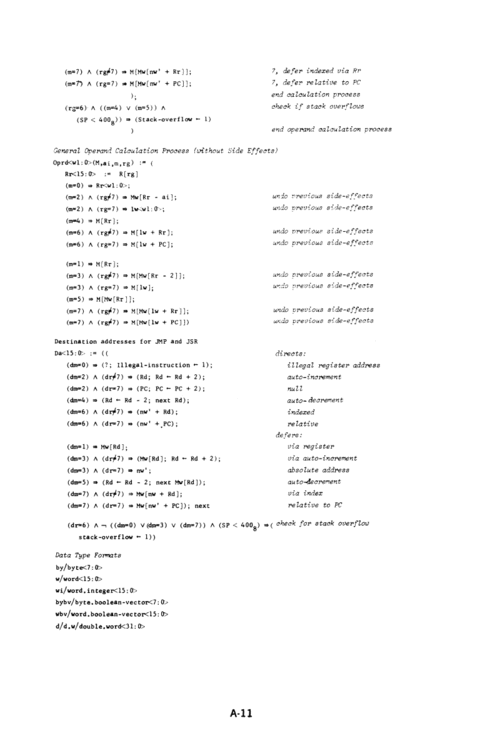 (m=7) ∧ (rg≠7) ⇒ M[Mw[nw' + Rr]]; ?, defer indexed via Rr
(m=7) ∧ (rg=7) ⇒ M[Mw[nw' + PC]]; ?, defer relative to PC
); end calculation process
(rg=6) ∧ ((m=4) ∨ (m=5)) ∧ check if stack overflows
(SP < 400₈)) ⇒ (Stack-overflow ← 1)
) end operand calculation process
General Operand Calculation Process (without Side Effects)
Oprd<wl:0>(M,ai,m,rg) := (
Rr<15:0> := R[rg]
(m=0) ⇒ Rr<wl:0>;
(m=2) ∧ (rg≠7) ⇒ Mw[Rr - ai]; undo previous side-effects
(m=2) ∧ (rg=7) ⇒ lw<wl:0>; undo previous side-effects
(m=4) ⇒ M[Rr];
(m=6) ∧ (rg≠7) ⇒ M[lw + Rr]; undo previous side-effects
(m=6) ∧ (rg=7) ⇒ M[lw + PC]; undo previous side-effects
(m=1) ⇒ M[Rr];
(m=3) ∧ (rg≠7) ⇒ M[Mw[Rr - 2]]; undo previous side-effects
(m=3) ∧ (rg=7) ⇒ M[lw]; undo previous side-effects
(m=5) ⇒ M[Mw[Rr]];
(m=7) ∧ (rg≠7) ⇒ M[Mw[lw + Rr]]; undo previous side-effects
(m=7) ∧ (rg≠7) ⇒ M[Mw[lw + PC]]) undo previous side-effects
Destination addresses for JMP and JSR
Da<15:0> := (( directs:
(dm=0) ⇒ (?; Illegal-instruction ← 1); illegal register address
(dm=2) ∧ (dr≠7) ⇒ (Rd; Rd ← Rd + 2); auto-increment
(dm=2) ∧ (dr=7) ⇒ (PC; PC ← PC + 2); null
(dm=4) ⇒ (Rd ← Rd - 2; next Rd); auto-decrement
(dm=6) ∧ (dr≠7) ⇒ (nw' + Rd); indexed
(dm=6) ∧ (dr=7) ⇒ (nw' + PC); relative
defers:
(dm=1) ⇒ Mw[Rd]; via register
(dm=3) ∧ (dr≠7) ⇒ (Mw[Rd]; Rd ← Rd + 2); via auto-increment
(dm=3) ∧ (dr=7) ⇒ nw'; absolute address
(dm=5) ⇒ (Rd ← Rd - 2; next Mw[Rd]); auto-decrement
(dm=7) ∧ (dr≠7) ⇒ Mw[nw + Rd]; via index
(dm=7) ∧ (dr=7) ⇒ Mw[nw' + PC]); next relative to PC
(dr=6) ∧ ¬ ((dm=0) ∨ (dm=3) ∨ (dm=7)) ∧ (SP < 400₈) ⇒ ( check for stack overflow
stack-overflow ← 1))
Data Type Formats
by/byte<7:0>
w/word<15:0>
wi/word.integer<15:0>
bybv/byte.boolean-vector<7:0>
wbv/word.boolean-vector<15:0>
d/d.w/double.word<31:0>
A-11